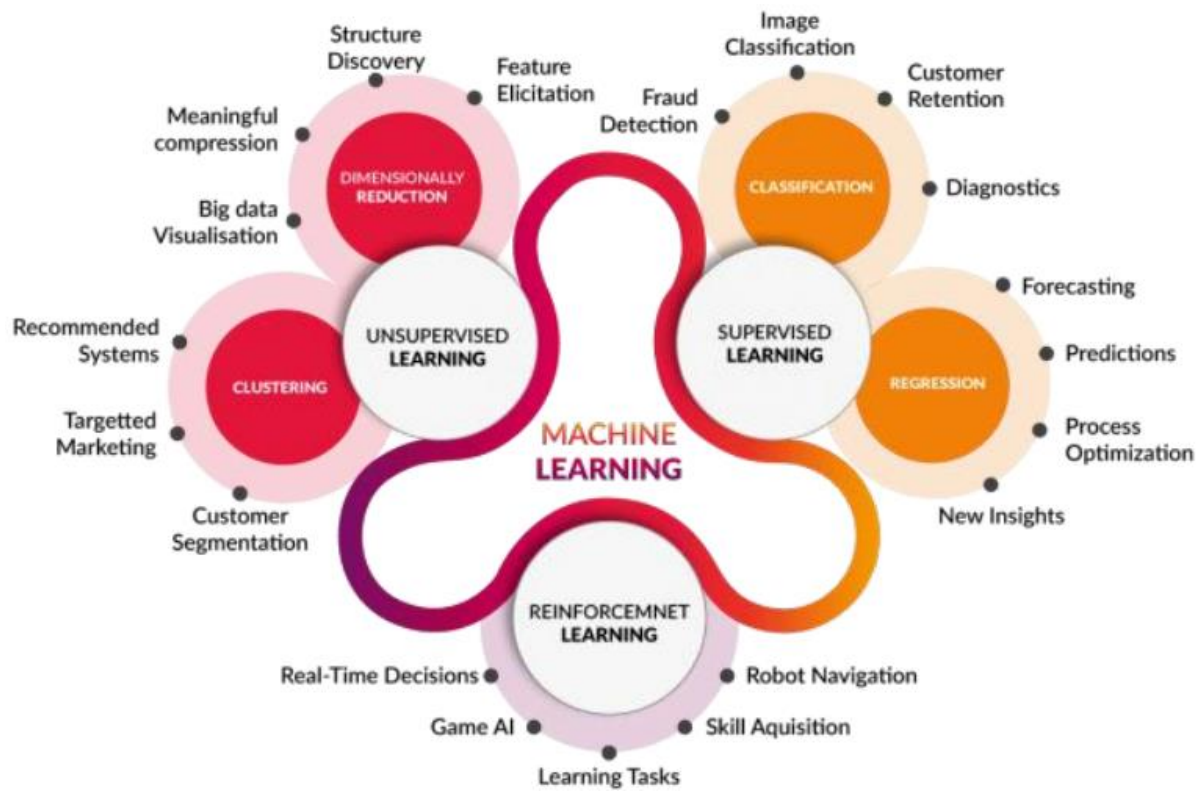 Structure
Discovery
Feature
Elicitation
Meaningful
compression
Big data
Visualisation
DIMENSIONALLY
REDUCTION
Recommended
Systems
Targetted
Marketing
Customer
Segmentation
CLUSTERING
UNSUPERVISED
LEARNING
Image
Classification
Customer
Retention
Fraud
Detection
Diagnostics
CLASSIFICATION
SUPERVISED
LEARNING
Forecasting
Predictions
Process
Optimization
New Insights
REGRESSION
MACHINE
LEARNING
REINFORCEMNET
LEARNING
Real-Time Decisions
Game AI
Learning Tasks
Skill Aquisition
Robot Navigation